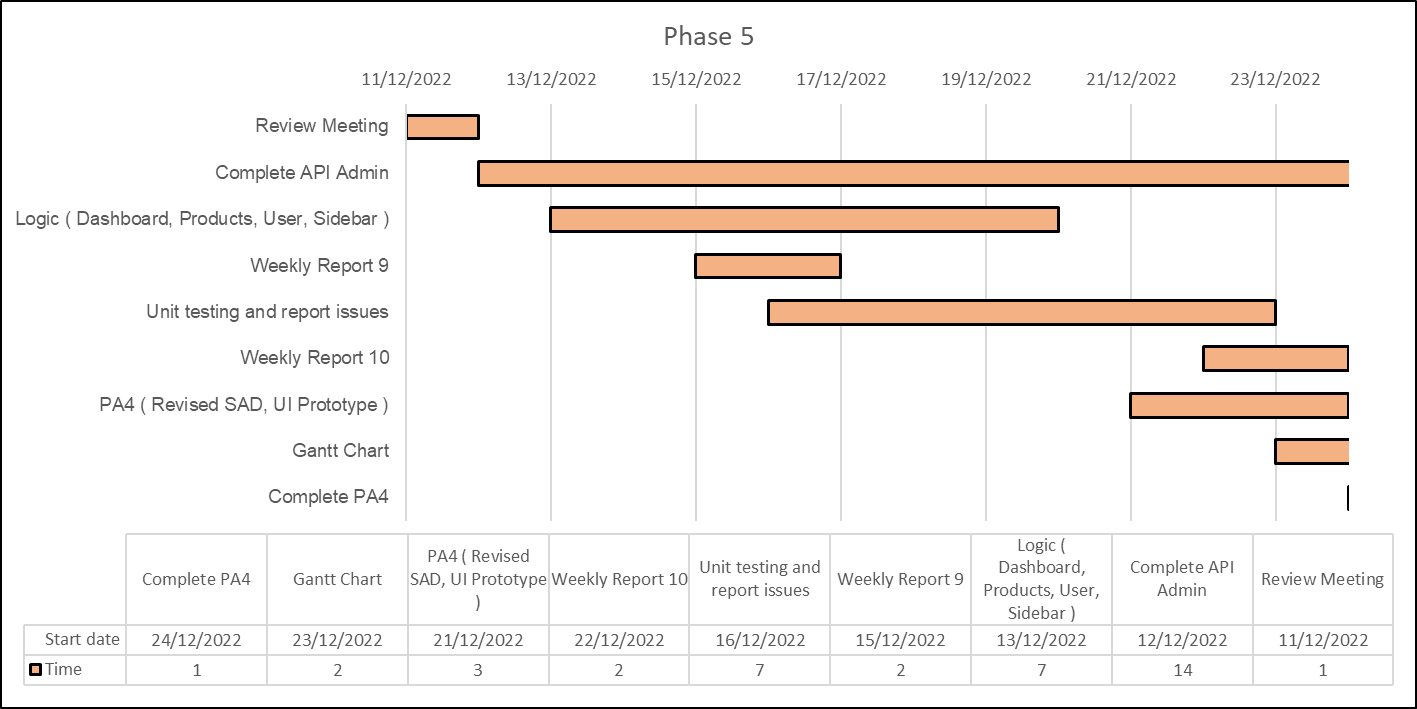 Phase 5
11/12/2022 13/12/2022 15/12/2022 17/12/2022 19/12/2022 21/12/2022 23/12/2022
Review Meeting
Complete API Admin
Logic ( Dashboard, Products, User, Sidebar )
Weekly Report 9
Unit testing and report issues
Weekly Report 10
PA4 ( Revised SAD, UI Prototype )
Gantt Chart
Complete PA4
Complete PA4
Gantt Chart
PA4 ( Revised
SAD, UI Prototype
)
Weekly Report 10
Unit testing and
report issues
Weekly Report 9
Logic (
Dashboard,
Products, User,
Sidebar )
Complete API
Admin
Review Meeting
Start date 24/12/2022 23/12/2022 21/12/2022 22/12/2022 16/12/2022 15/12/2022 13/12/2022 12/12/2022 11/12/2022
Time 1 2 3 2 7 2 7 14 1